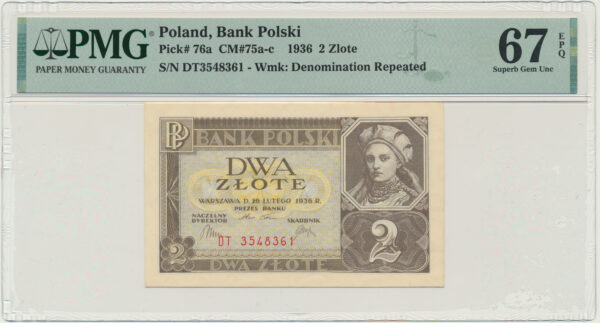 PMG
PAPER MONEY GUARANTY
Poland, Bank Polski
Pick# 76a CM#75a-c 1936 2 Zlote
S/N DT3548361 - Wmk: Denomination Repeated
67 EPQ
Superb Gem Unc
BP
BANK POLSKI
DWA
ZŁOTE
WARSZAWA D. 26 LUTEGO 1936 R.
PREZES BANKU
NACZELNY DYREKTOR
SKARBNIK
DT 3548361
2
2
DWA ZŁOTE